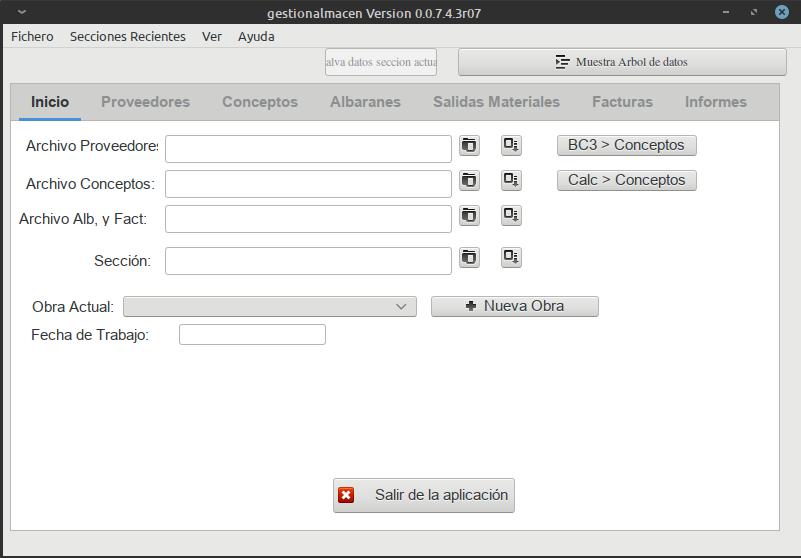 gestionalmacen Version 0.0.7.4.3r07
Fichero Secciones Recientes Ver Ayuda
alva datos seccion actua Muestra Arbol de datos
Inicio Proveedores Conceptos Albaranes Salidas Materiales Facturas Informes
Archivo Proveedores BC3 > Conceptos
Archivo Conceptos: Calc > Conceptos
Archivo Alb, y Fact:
Sección:
Obra Actual: Nueva Obra
Fecha de Trabajo:
Salir de la aplicación